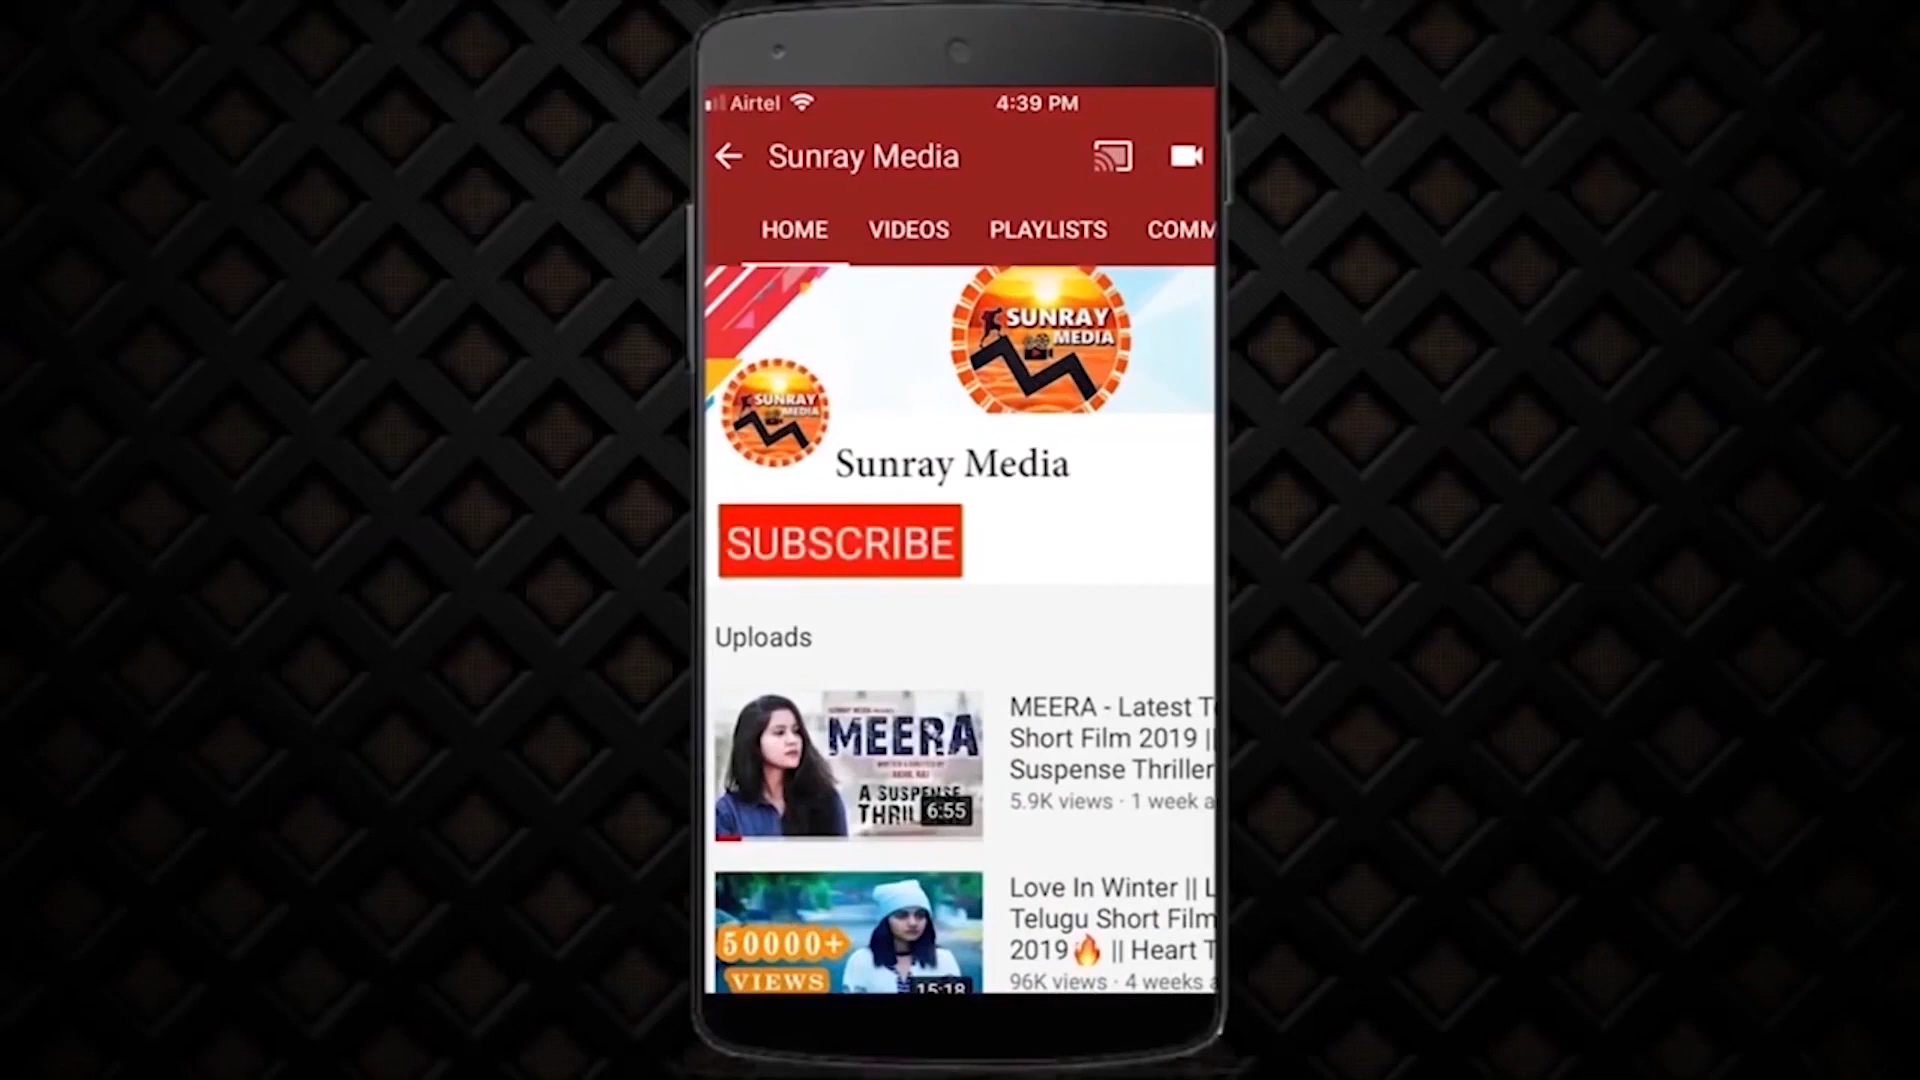 Airtel
4:39 PM
Sunray Media
HOME VIDEOS PLAYLISTS COMM
SUNRAY
MEDIA
SUNRAY
MEDIA
Sunray Media
SUBSCRIBE
Uploads
MEERA
A SUSPENSE
THRIL
6:55
MEERA - Latest T
Short Film 2019 ||
Suspense Thriller
5.9K views · 1 week a
50000+
VIEWS
15:18
Love In Winter || L
Telugu Short Film
2019🔥 || Heart T
96K views · 4 weeks a